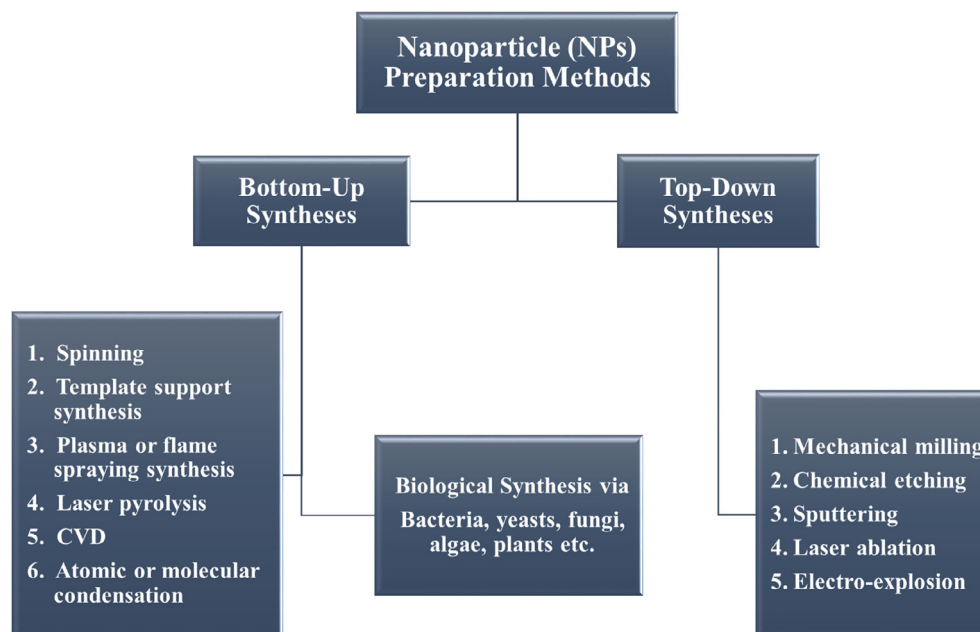 Nanoparticle (NPs)
Preparation Methods
Bottom-Up
Syntheses
Top-Down
Syntheses
1. Spinning
2. Template support
synthesis
3. Plasma or flame
spraying synthesis
4. Laser pyrolysis
5. CVD
6. Atomic or molecular
condensation
Biological Synthesis via
Bacteria, yeasts, fungi,
algae, plants etc.
1. Mechanical milling
2. Chemical etching
3. Sputtering
4. Laser ablation
5. Electro-explosion